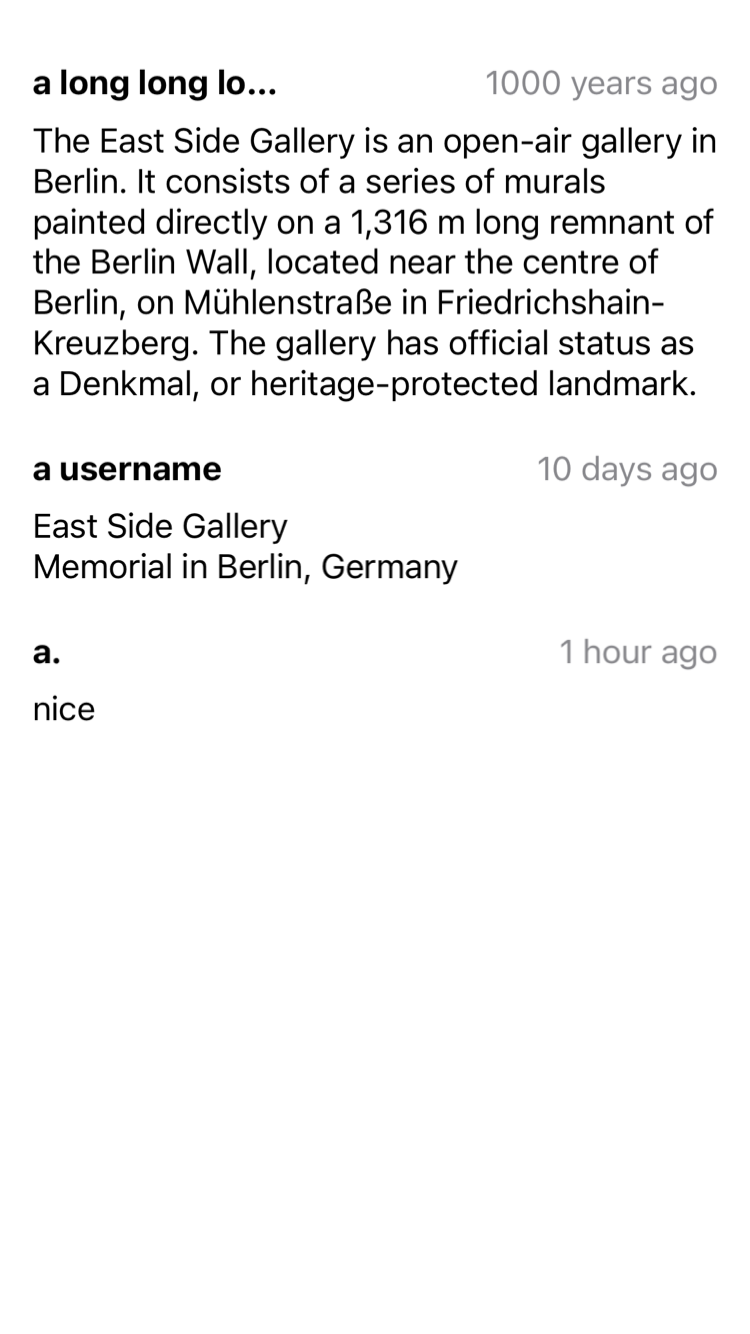 a long long lo...
1000 years ago
The East Side Gallery is an open-air gallery in
Berlin. It consists of a series of murals
painted directly on a 1,316 m long remnant of
the Berlin Wall, located near the centre of
Berlin, on Mühlenstraße in Friedrichshain-
Kreuzberg. The gallery has official status as
a Denkmal, or heritage-protected landmark.
a username
10 days ago
East Side Gallery
Memorial in Berlin, Germany
a.
1 hour ago
nice